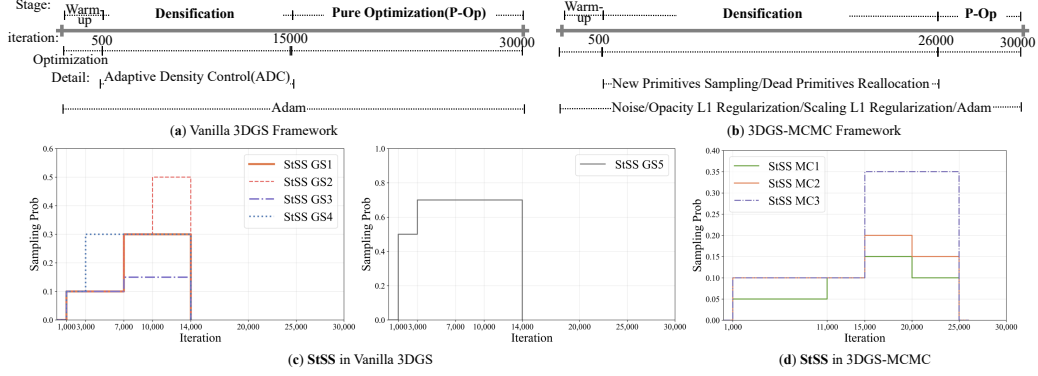 Stage: Warm-up Densification Pure Optimization(P-Op)
iteration: 500 15000 30000
Optimization
Detail: Adaptive Density Control(ADC)
Adam
(a) Vanilla 3DGS Framework
Warm-up Densification P-Op
500 26000 30000
New Primitives Sampling/Dead Primitives Reallocation
Noise/Opacity L1 Regularization/Scaling L1 Regularization/Adam
(b) 3DGS-MCMC Framework
Sampling Prob
0.6
0.5
0.4
0.3
0.2
0.1
0.0
StSS GS1
StSS GS2
StSS GS3
StSS GS4
1,000 3,000 7,000 10,000 14,000 20,000 25,000 30,000
Iteration
Sampling Prob
1.0
0.8
0.6
0.4
0.2
0.0
StSS GS5
1,000 3,000 7,000 10,000 14,000 20,000 25,000 30,000
Iteration
(c) StSS in Vanilla 3DGS
Sampling Prob
0.40
0.35
0.30
0.25
0.20
0.15
0.10
0.05
0.00
StSS MC1
StSS MC2
StSS MC3
1,000 11,000 15,000 20,000 25,000 30,000
Iteration
(d) StSS in 3DGS-MCMC